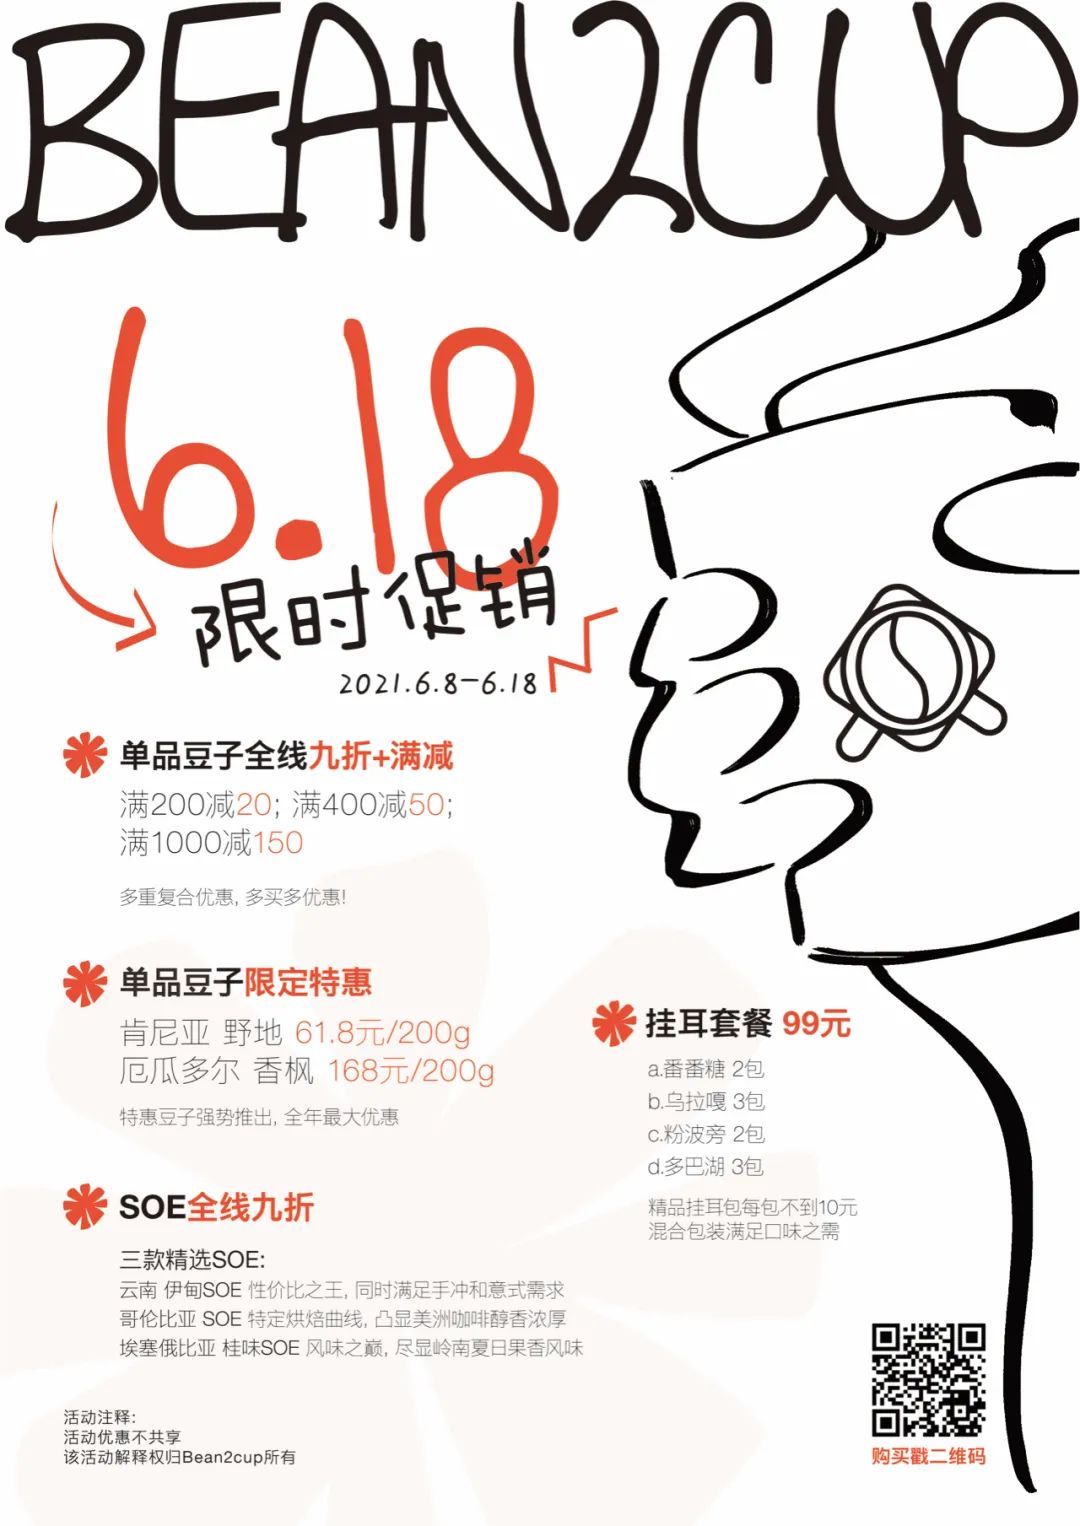 BEAN2CUP
6.18
限时促销
2021.6.8-6.18
单品豆子全线九折+满减
满200减20; 满400减50;
满1000减150
多重复合优惠, 多买多优惠!
单品豆子限定特惠
肯尼亚 野地 61.8元/200g
厄瓜多尔 香枫 168元/200g
特惠豆子强势推出, 全年最大优惠
挂耳套餐 99元
a.番番糖 2包
b.乌拉嘎 3包
c.粉波旁 2包
d.多巴湖 3包
精品挂耳包每包不到10元
混合包装满足口味之需
SOE全线九折
三款精选SOE:
云南 伊甸SOE 性价比之王, 同时满足手冲和意式需求
哥伦比亚 SOE 特定烘焙曲线, 凸显美洲咖啡醇香浓厚
埃塞俄比亚 桂味SOE 风味之巅, 尽显岭南夏日果香风味
活动注释:
活动优惠不共享
该活动解释权归Bean2cup所有
购买戳二维码